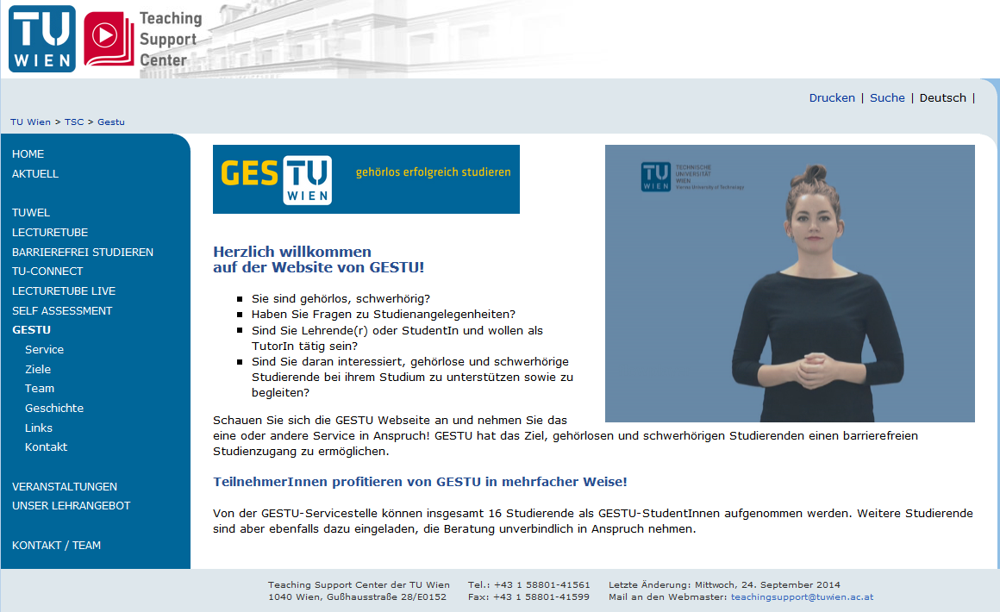 TU
WIEN
Teaching
Support
Center
Drucken | Suche | Deutsch |
TU Wien > TSC > Gestu
HOME
AKTUELL
TUWEL
LECTURETUBE
BARRIEREFREI STUDIEREN
TU-CONNECT
LECTURETUBE LIVE
SELF ASSESSMENT
GESTU
Service
Ziele
Team
Geschichte
Links
Kontakt
VERANSTALTUNGEN
UNSER LEHRANGEBOT
KONTAKT / TEAM
GESTU
WIEN
gehörlos erfolgreich studieren
TU
WIEN
TECHNISCHE
UNIVERSITÄT
WIEN
Vienna University of Technology
Herzlich willkommen
auf der Website von GESTU!
Sie sind gehörlos, schwerhörig?
Haben Sie Fragen zu Studienangelegenheiten?
Sind Sie Lehrende(r) oder StudentIn und wollen als
TutorIn tätig sein?
Sind Sie daran interessiert, gehörlose und schwerhörige
Studierende bei ihrem Studium zu unterstützen sowie zu
begleiten?
Schauen Sie sich die GESTU Webseite an und nehmen Sie das
eine oder andere Service in Anspruch! GESTU hat das Ziel, gehörlosen und schwerhörigen Studierenden einen barrierefreien
Studienzugang zu ermöglichen.
TeilnehmerInnen profitieren von GESTU in mehrfacher Weise!
Von der GESTU-Servicestelle können insgesamt 16 Studierende als GESTU-StudentInnen aufgenommen werden. Weitere Studierende
sind aber ebenfalls dazu eingeladen, die Beratung unverbindlich in Anspruch nehmen.
Teaching Support Center der TU Wien
1040 Wien, Gußhausstraße 28/E0152
Tel.: +43 1 58801-41561
Fax: +43 1 58801-41599
Letzte Änderung: Mittwoch, 24. September 2014
Mail an den Webmaster: teachingsupport@tuwien.ac.at